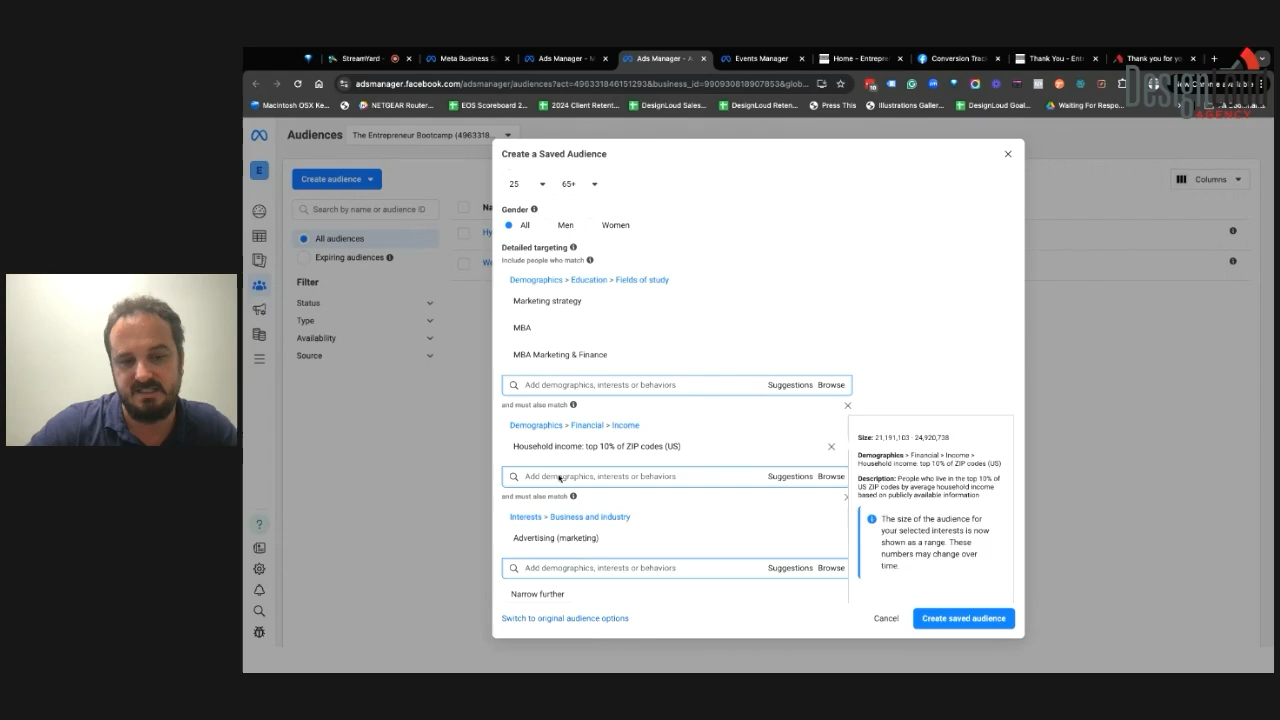 StreamYard -
Meta Business S
Ads Manager - M
Ads Manager - A
Events Manager
Home - Entrepre
Conversion Trac
Thank You - Ent
Thank you for yo
adsmanager.facebook.com/adsmanager/audiences?act=496331846151293&business_id=990930818907853&glob...
Macintosh OSX Ke...
NETGEAR Router...
EOS Scoreboard 2...
2024 Client Retent...
DesignLoud Sales...
DesignLoud Reten...
Press This
Illustrations Galler...
DesignLoud Goal...
Waiting For Respo...
DesignLoud
AGENCY
Audiences
The Entrepreneur Bootcamp (4963318...
E
Create audience
Search by name or audience ID
All audiences
Expiring audiences
Filter
Status
Type
Availability
Source
Columns
Na
Hy
We
Create a Saved Audience
25
65+
Gender
All
Men
Women
Detailed targeting
Include people who match
Demographics > Education > Fields of study
Marketing strategy
MBA
MBA Marketing & Finance
Add demographics, interests or behaviors
Suggestions
Browse
and must also match
Demographics > Financial > Income
Household income: top 10% of ZIP codes (US)
Add demographics, interests or behaviors
Suggestions
Browse
and must also match
Interests > Business and industry
Advertising (marketing)
Add demographics, interests or behaviors
Suggestions
Browse
Narrow further
Switch to original audience options
Cancel
Create saved audience
Size: 21,191,103 - 24,920,738
Demographics > Financial > Income >
Household income: top 10% of ZIP codes (US)
Description: People who live in the top 10% of
US ZIP codes by average household income
based on publicly available information
The size of the audience for
your selected interests is now
shown as a range. These
numbers may change over
time.